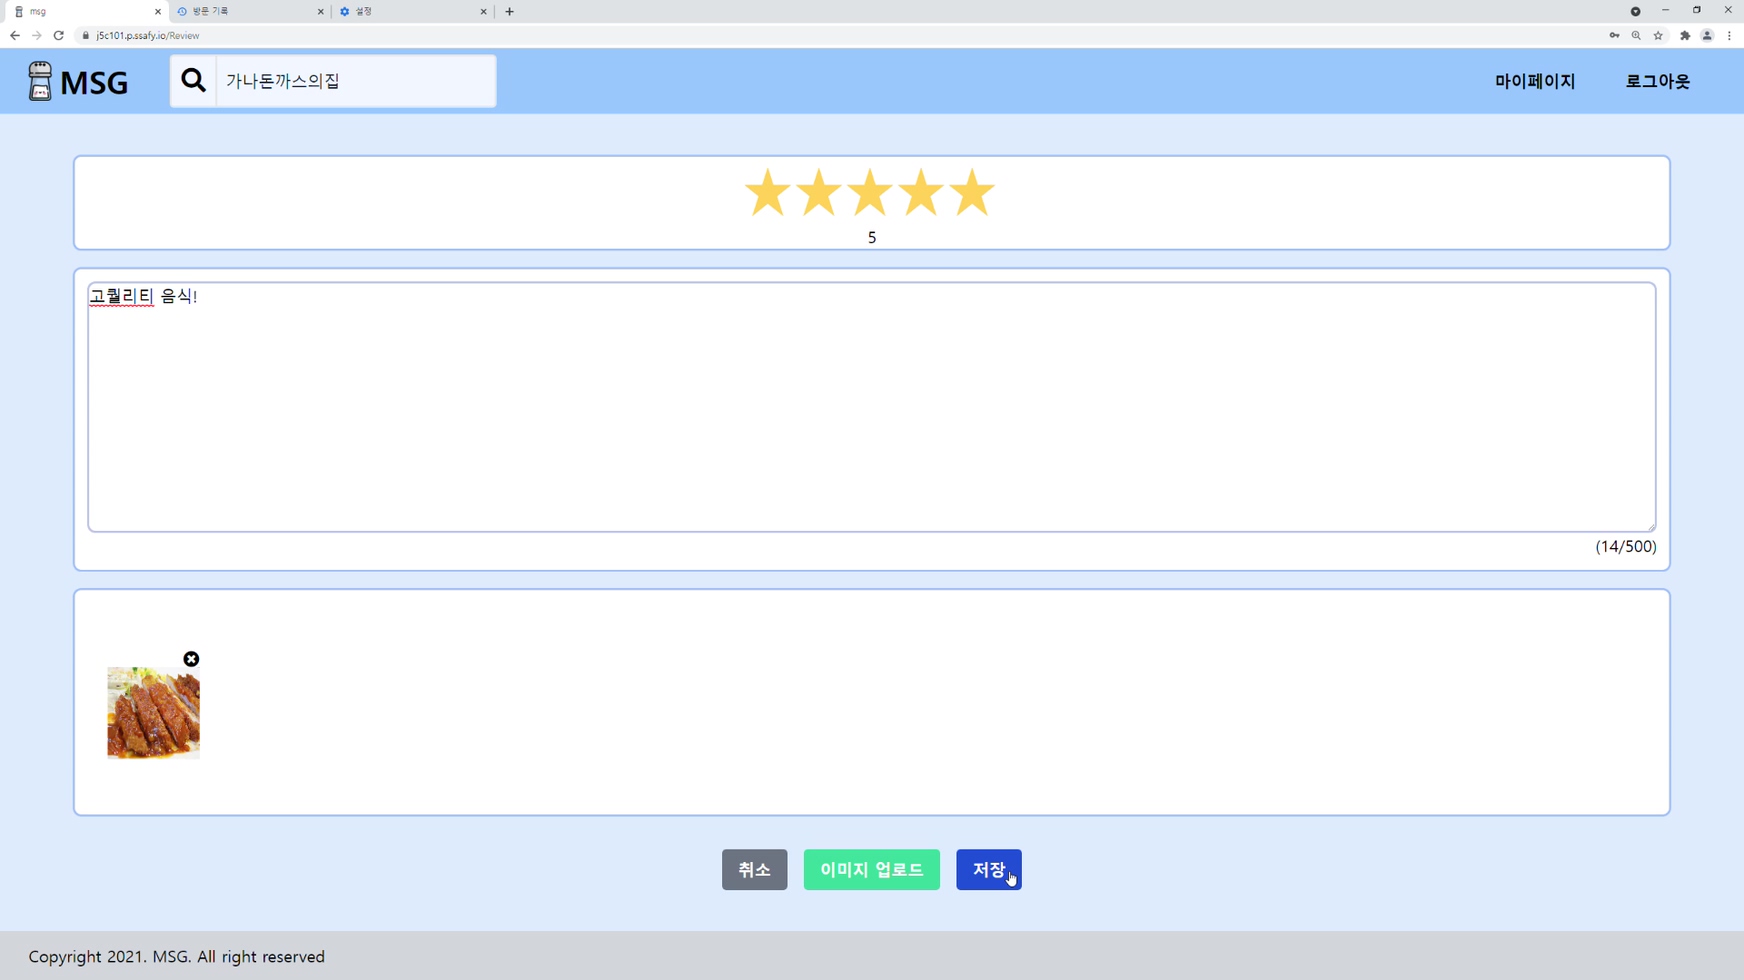 msg
방문 기록
설정
j5c101.p.ssafy.io/Review
MSG
가나돈까스의집
마이페이지
로그아웃
5
고퀄리티 음식!
(14/500)
취소
이미지 업로드
저장
Copyright 2021. MSG. All right reserved